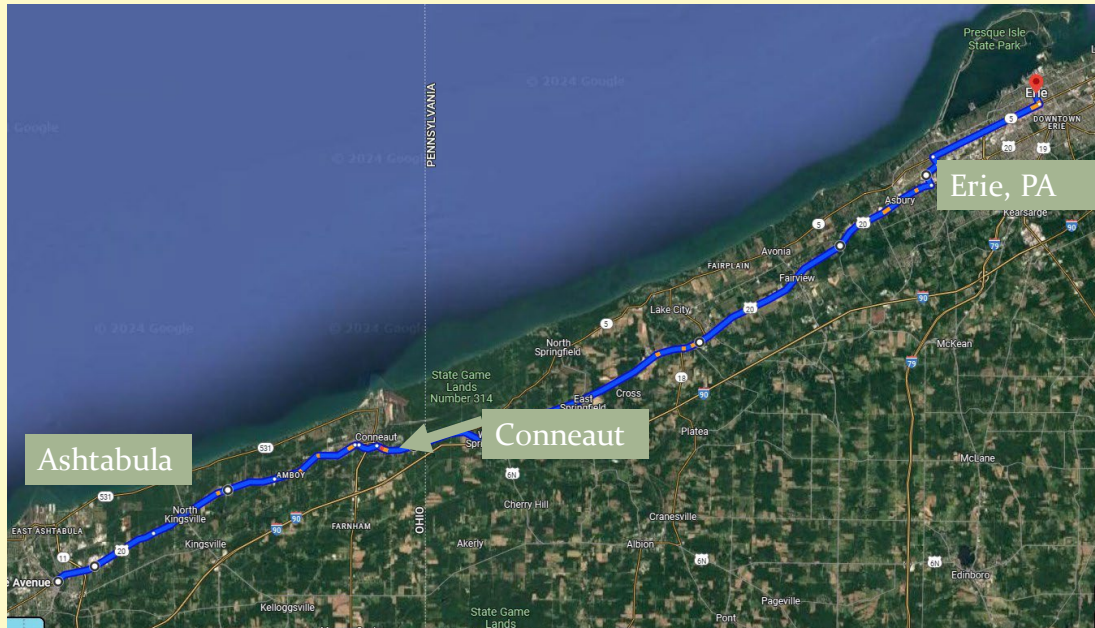 Presque Isle
State Park
© 2024 Google
Google
PENNSYLVANIA
Erie
5
DOWNTOWN
ERIE
20
19
© 2024
Erie, PA
Asbury
Kearsarge
5
20
90
79
Avonia
FAIRPLAIN
Fairview
90
© 2024 Google
© 2024
Lake City
20
5
North
Springfield
McKean
79
18
State Game
Lands
Number 314
Cross
90
East
Springfield
Conneaut
Conneaut
Platea
531
Ashtabula
AMBOY
6N
McLane
531
North
Kingsville
Cherry Hill
OHIO
Cranesville
90
FARNHAM
EAST ASHTABULA
11
20
Kingsville
Akerly
Albion
6N
6N
Avenue
Edinboro
Kelloggsville
State Game
Lands
Pageville
Pont